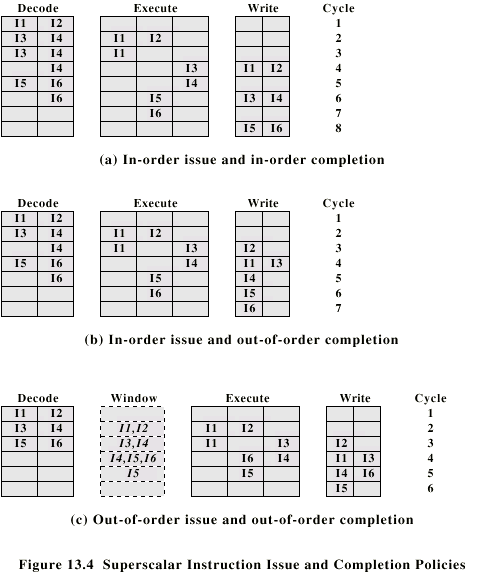 Decode Execute Write Cycle
I1 I2 1
I3 I4 I1 I2 2
I3 I4 I1 3
I4 I3 I1 I2 4
I5 I6 I4 5
I6 I5 I3 I4 6
I6 7
I5 I6 8
(a) In-order issue and in-order completion
Decode Execute Write Cycle
I1 I2 1
I3 I4 I1 I2 2
I4 I1 I3 I2 3
I5 I6 I4 I1 I3 4
I6 I5 I4 5
I6 I5 6
I6 7
(b) In-order issue and out-of-order completion
Decode Window Execute Write Cycle
I1 I2 1
I3 I4 I1,I2 I1 I2 2
I5 I6 I3,I4 I1 I3 I2 3
I4,I5,I6 I6 I4 I1 I3 4
I5 I5 I4 I6 5
I5 6
(c) Out-of-order issue and out-of-order completion
Figure 13.4 Superscalar Instruction Issue and Completion Policies